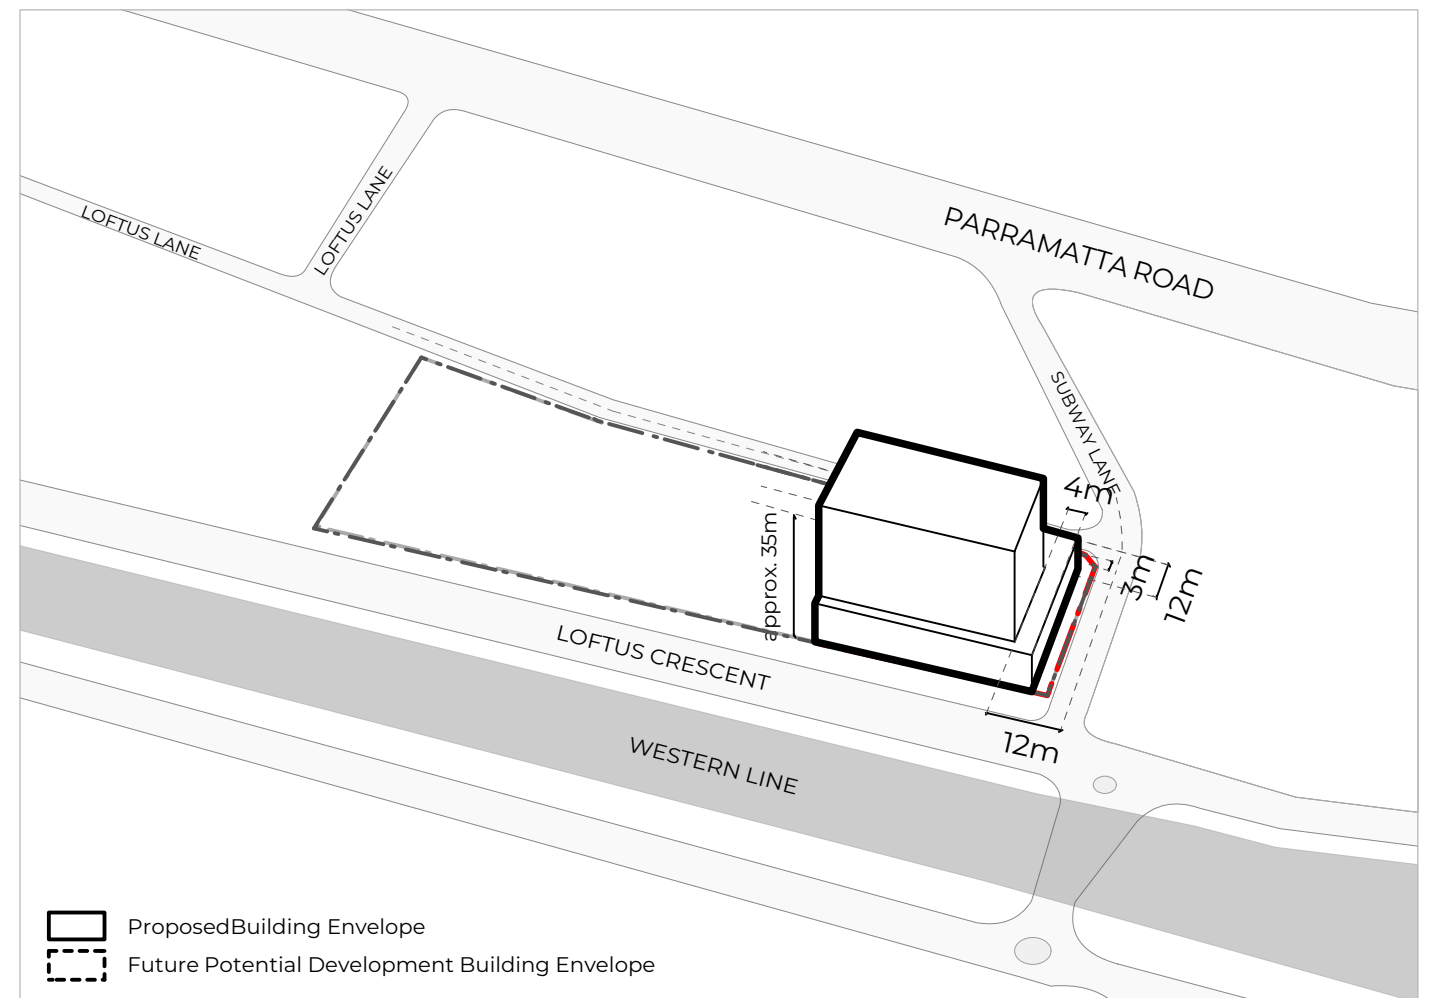 PARRAMATTA ROAD
LOFTUS LANE
LOFTUS LANE
SUBWAY LANE
4m
3m
12m
approx. 35m
LOFTUS CRESCENT
12m
WESTERN LINE
ProposedBuilding Envelope
Future Potential Development Building Envelope